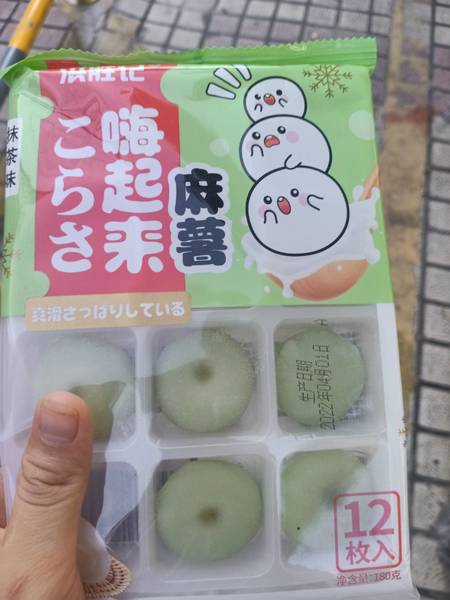 胜记
抹茶味
麻薯
嗨起来
こらさ
爽滑さっぱりしている
生产日期
2022年04月01日 A
12
枚入
净含量:180克